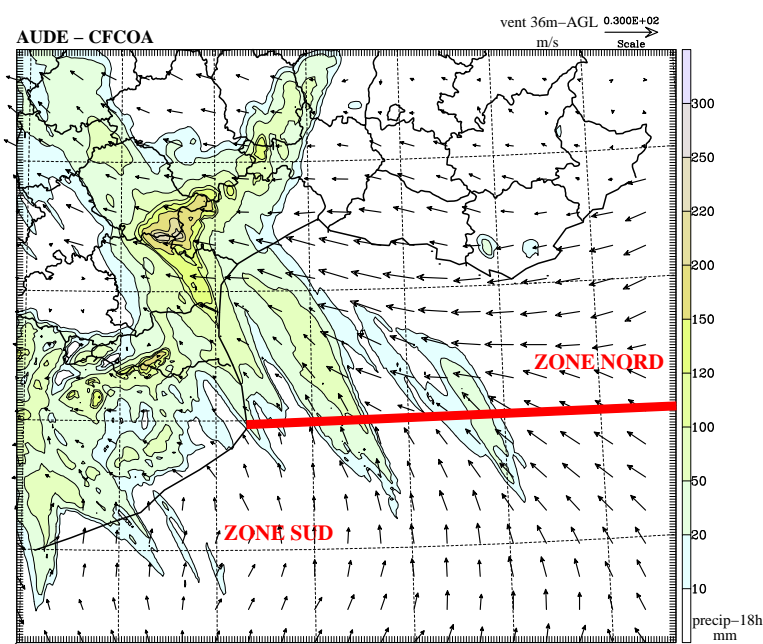 vent 36m–AGL 0.300E+02
AUDE – CFCOA
m/s
Scale
300
250
220
200
150
ZONE NORD
120
100
50
ZONE SUD
20
10
precip–18h
mm